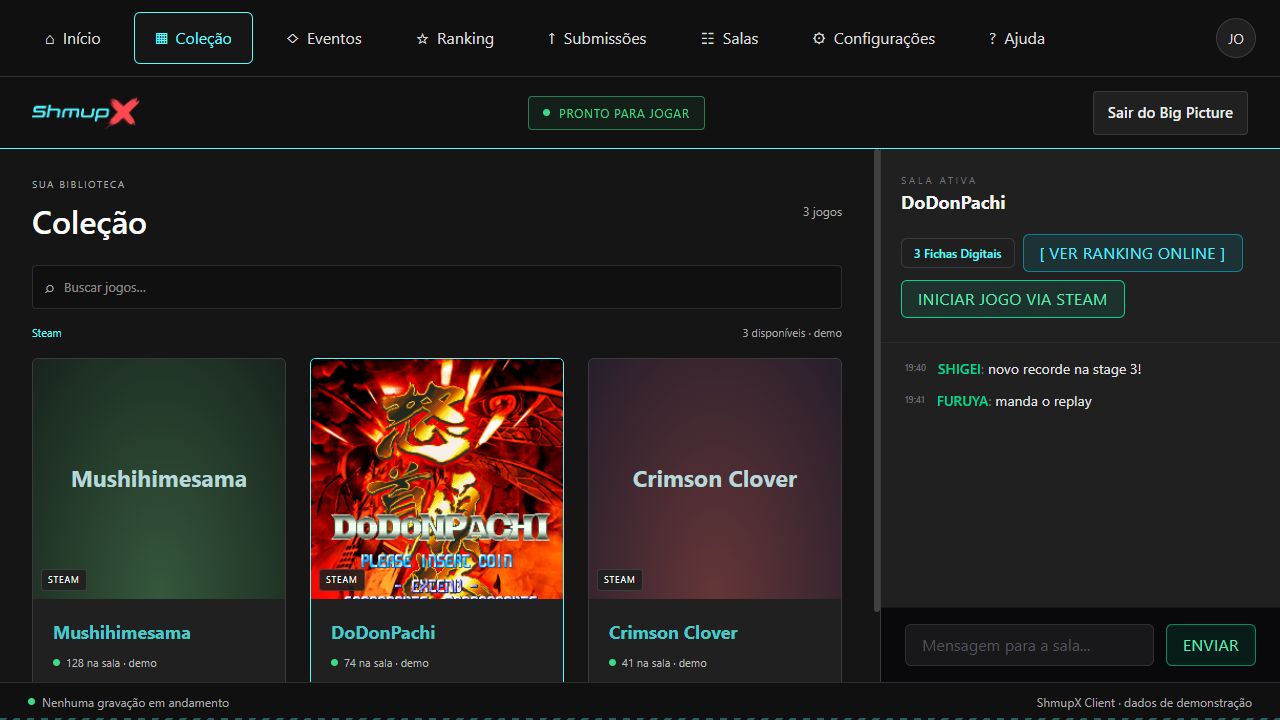 Início
Coleção
Eventos
Ranking
Submissões
Salas
Configurações
? Ajuda
JO
ShmupX
PRONTO PARA JOGAR
Sair do Big Picture
SUA BIBLIOTECA
Coleção
3 jogos
Buscar jogos...
Steam
3 disponíveis · demo
Mushihimesama
STEAM
Mushihimesama
128 na sala · demo
DoDonPachi
PLEASE INSERT COIN
- EXTEND -
STEAM
DoDonPachi
74 na sala · demo
Crimson Clover
STEAM
Crimson Clover
41 na sala · demo
SALA ATIVA
DoDonPachi
3 Fichas Digitais
[ VER RANKING ONLINE ]
INICIAR JOGO VIA STEAM
19:40 SHIGEI: novo recorde na stage 3!
19:41 FURUYA: manda o replay
Mensagem para a sala...
ENVIAR
Nenhuma gravação em andamento
ShmupX Client · dados de demonstração